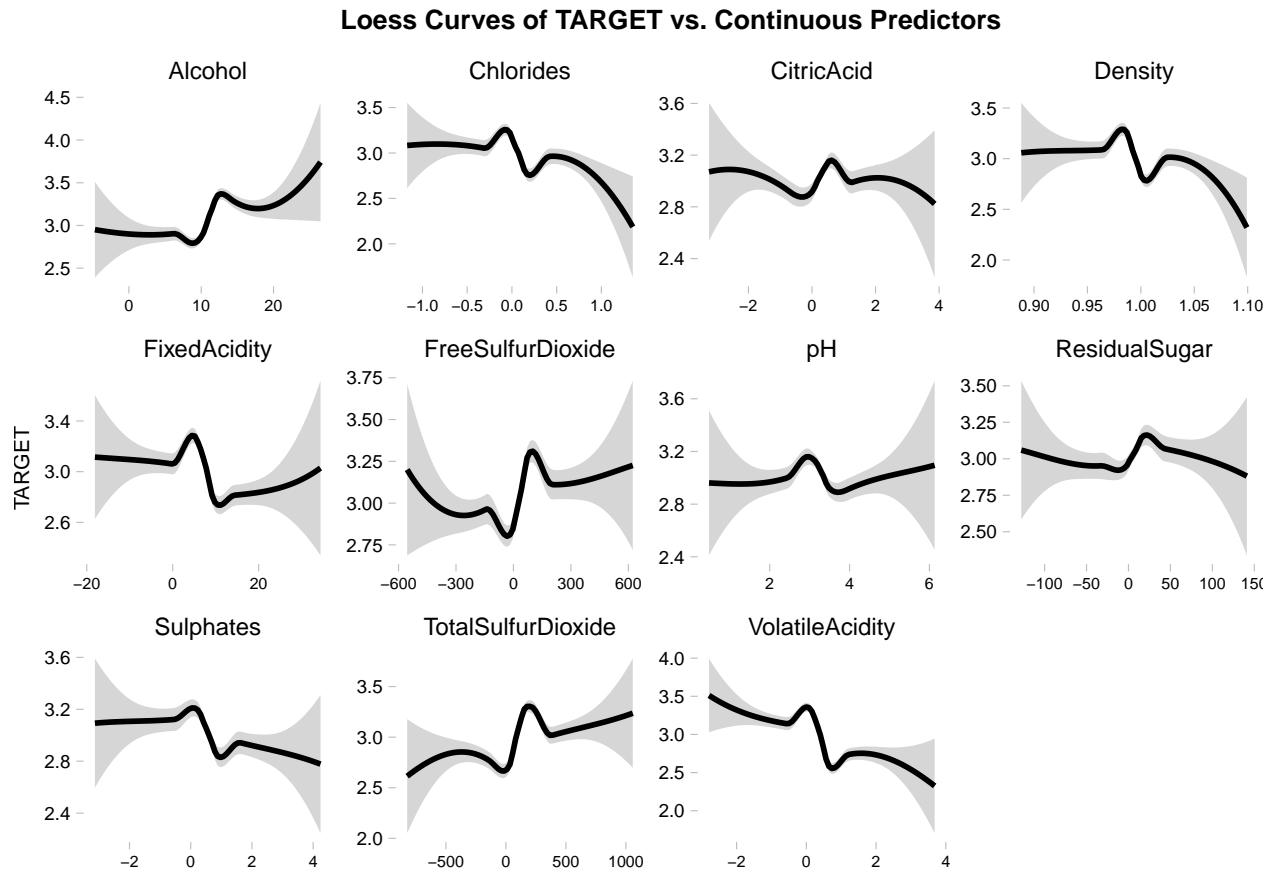 Loess Curves of TARGET vs. Continuous Predictors
Alcohol Chlorides CitricAcid Density
4.5
4.0
3.5
3.0
2.5
0 10 20
3.5
3.0
2.5
2.0
−1.0 −0.5 0.0 0.5 1.0
3.6
3.2
2.8
2.4
−2 0 2 4
3.5
3.0
2.5
2.0
0.90 0.95 1.00 1.05 1.10
TARGET
FixedAcidity FreeSulfurDioxide pH ResidualSugar
3.4
3.0
2.6
−20 0 20
3.75
3.50
3.25
3.00
2.75
−600 −300 0 300 600
3.6
3.2
2.8
2.4
2 4 6
3.50
3.25
3.00
2.75
2.50
−100 −50 0 50 100 150
Sulphates TotalSulfurDioxide VolatileAcidity
3.6
3.2
2.8
2.4
−2 0 2 4
3.5
3.0
2.5
2.0
−500 0 500 1000
4.0
3.5
3.0
2.5
2.0
−2 0 2 4